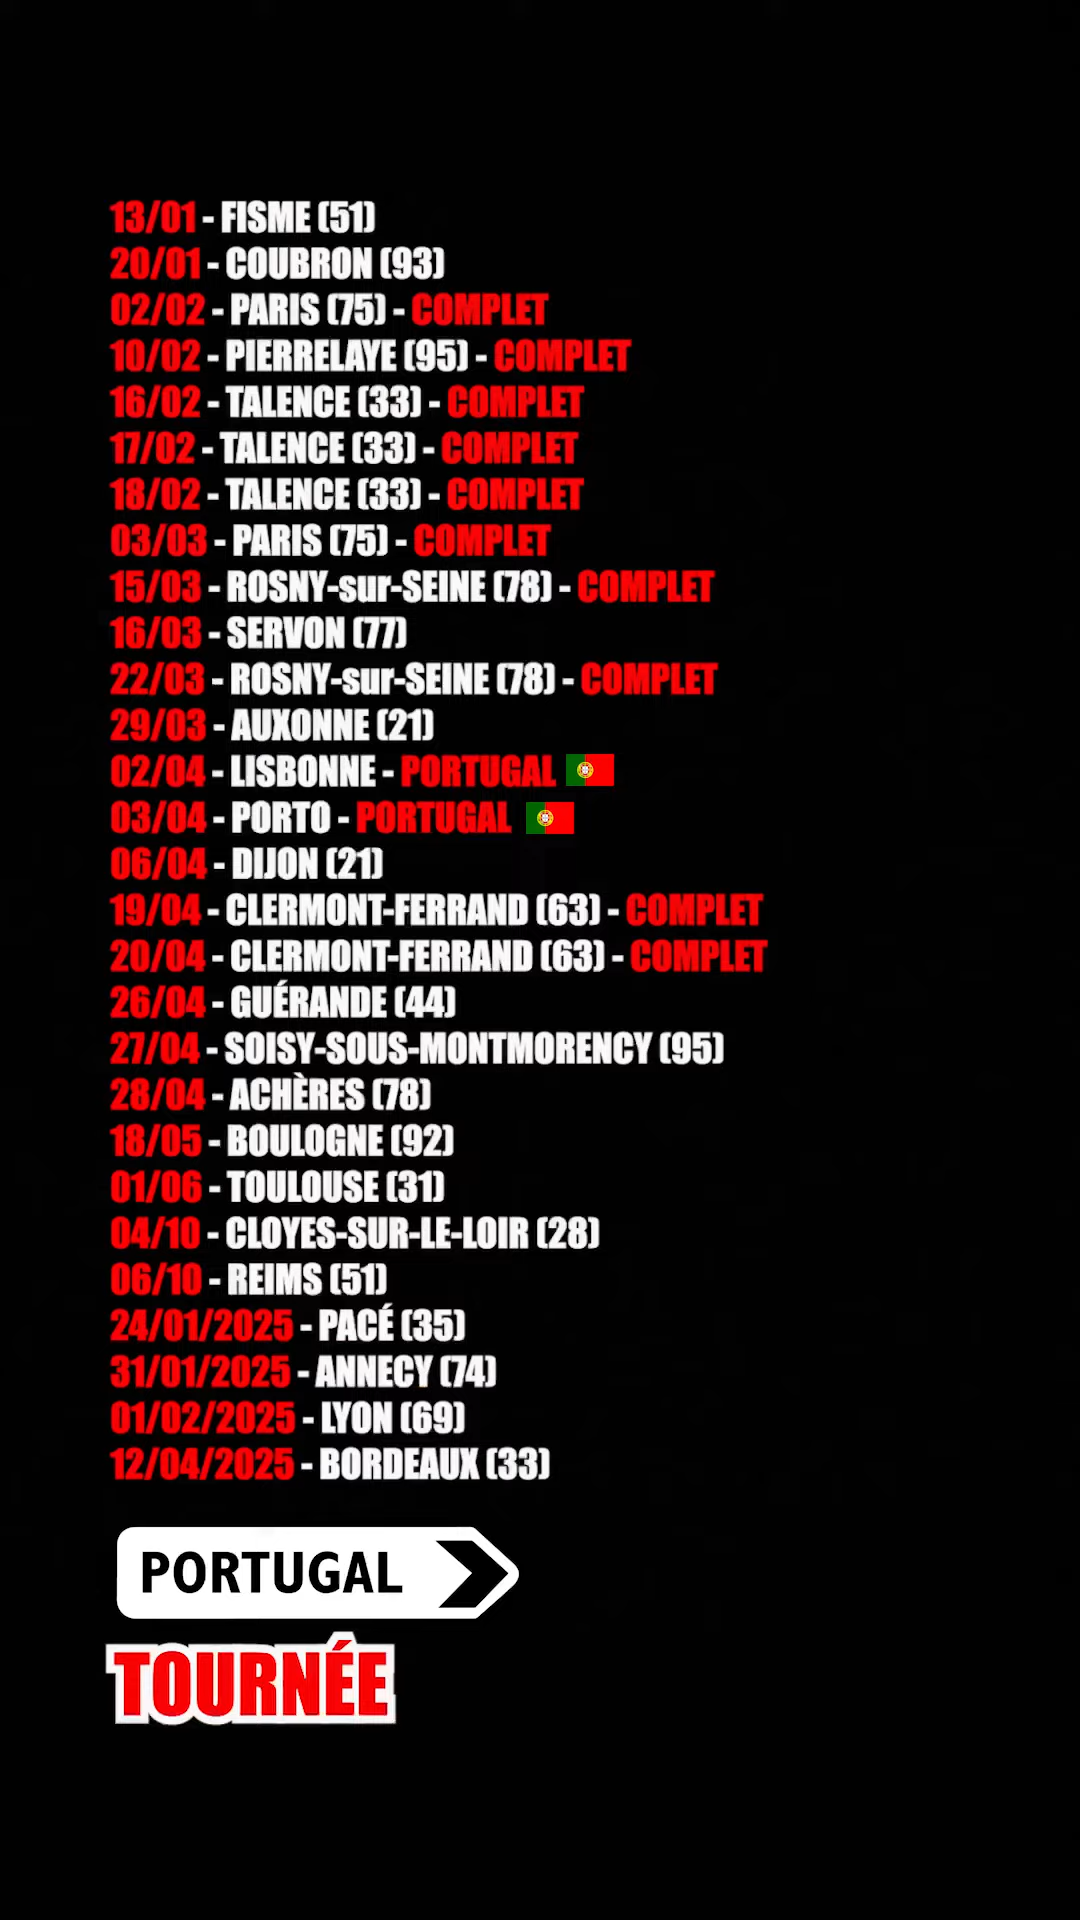 13/01 - FISME (51)
20/01 - COUBRON (93)
02/02 - PARIS (75) - COMPLET
10/02 - PIERRELAYE (95) - COMPLET
16/02 - TALENCE (33) - COMPLET
17/02 - TALENCE (33) - COMPLET
18/02 - TALENCE (33) - COMPLET
03/03 - PARIS (75) - COMPLET
15/03 - ROSNY-sur-SEINE (78) - COMPLET
16/03 - SERVON (77)
22/03 - ROSNY-sur-SEINE (78) - COMPLET
29/03 - AUXONNE (21)
02/04 - LISBONNE - PORTUGAL 🇵🇹
03/04 - PORTO - PORTUGAL 🇵🇹
06/04 - DIJON (21)
19/04 - CLERMONT-FERRAND (63) - COMPLET
20/04 - CLERMONT-FERRAND (63) - COMPLET
26/04 - GUÉRANDE (44)
27/04 - SOISY-SOUS-MONTMORENCY (95)
28/04 - ACHÈRES (78)
18/05 - BOULOGNE (92)
01/06 - TOULOUSE (31)
04/10 - CLOYES-SUR-LE-LOIR (28)
06/10 - REIMS (51)
24/01/2025 - PACÉ (35)
31/01/2025 - ANNECY (74)
01/02/2025 - LYON (69)
12/04/2025 - BORDEAUX (33)
PORTUGAL
TOURNÉE